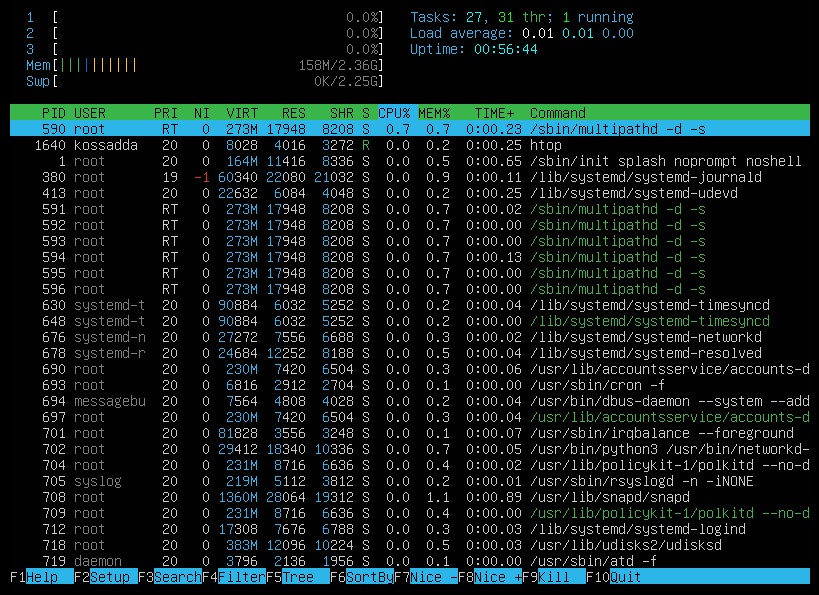 1 [ 0.0%] Tasks: 27, 31 thr; 1 running
2 [ 0.0%] Load average: 0.01 0.01 0.00
3 [ 0.0%] Uptime: 00:56:44
Mem[||||||||||| 158M/2.36G]
Swp[ 0K/2.25G]
PID USER PRI NI VIRT RES SHR S CPU% MEM% TIME+ Command
590 root RT 0 273M 17948 8208 S 0.7 0.7 0:00.23 /sbin/multipathd -d -s
1640 kossadda 20 0 8028 4016 3272 R 0.0 0.2 0:00.25 htop
1 root 20 0 164M 11416 8336 S 0.0 0.5 0:00.65 /sbin/init splash noprompt noshell
380 root 19 -1 60340 22080 21032 S 0.0 0.9 0:00.11 /lib/systemd/systemd-journald
413 root 20 0 22632 6084 4048 S 0.0 0.2 0:00.25 /lib/systemd/systemd-udevd
591 root RT 0 273M 17948 8208 S 0.0 0.7 0:00.02 /sbin/multipathd -d -s
592 root RT 0 273M 17948 8208 S 0.0 0.7 0:00.00 /sbin/multipathd -d -s
593 root RT 0 273M 17948 8208 S 0.0 0.7 0:00.00 /sbin/multipathd -d -s
594 root RT 0 273M 17948 8208 S 0.0 0.7 0:00.13 /sbin/multipathd -d -s
595 root RT 0 273M 17948 8208 S 0.0 0.7 0:00.00 /sbin/multipathd -d -s
596 root RT 0 273M 17948 8208 S 0.0 0.7 0:00.00 /sbin/multipathd -d -s
630 systemd-t 20 0 90884 6032 5252 S 0.0 0.2 0:00.04 /lib/systemd/systemd-timesyncd
648 systemd-t 20 0 90884 6032 5252 S 0.0 0.2 0:00.00 /lib/systemd/systemd-timesyncd
676 systemd-n 20 0 27272 7556 6688 S 0.0 0.3 0:00.02 /lib/systemd/systemd-networkd
678 systemd-r 20 0 24684 12252 8188 S 0.0 0.5 0:00.04 /lib/systemd/systemd-resolved
690 root 20 0 230M 7420 6504 S 0.0 0.3 0:00.06 /usr/lib/accountsservice/accounts-d
693 root 20 0 6816 2912 2704 S 0.0 0.1 0:00.00 /usr/sbin/cron -f
694 messagebu 20 0 7564 4808 4028 S 0.0 0.2 0:00.04 /usr/bin/dbus-daemon --system --add
697 root 20 0 230M 7420 6504 S 0.0 0.3 0:00.04 /usr/lib/accountsservice/accounts-d
701 root 20 0 81828 3556 3248 S 0.0 0.1 0:00.07 /usr/sbin/irqbalance --foreground
702 root 20 0 29412 18340 10336 S 0.0 0.7 0:00.05 /usr/bin/python3 /usr/bin/networkd-
704 root 20 0 231M 8716 6636 S 0.0 0.4 0:00.02 /usr/lib/policykit-1/polkitd --no-d
705 syslog 20 0 219M 5112 3812 S 0.0 0.2 0:00.01 /usr/sbin/rsyslogd -n -iNONE
708 root 20 0 1360M 28064 19312 S 0.0 1.1 0:00.89 /usr/lib/snapd/snapd
709 root 20 0 231M 8716 6636 S 0.0 0.4 0:00.00 /usr/lib/policykit-1/polkitd --no-d
712 root 20 0 17308 7676 6788 S 0.0 0.3 0:00.03 /lib/systemd/systemd-logind
718 root 20 0 383M 12096 10224 S 0.0 0.5 0:00.03 /usr/lib/udisks2/udisksd
719 daemon 20 0 3796 2136 1956 S 0.0 0.1 0:00.00 /usr/sbin/atd -f
F1Help F2Setup F3SearchF4FilterF5Tree F6SortByF7Nice -F8Nice +F9Kill F10Quit